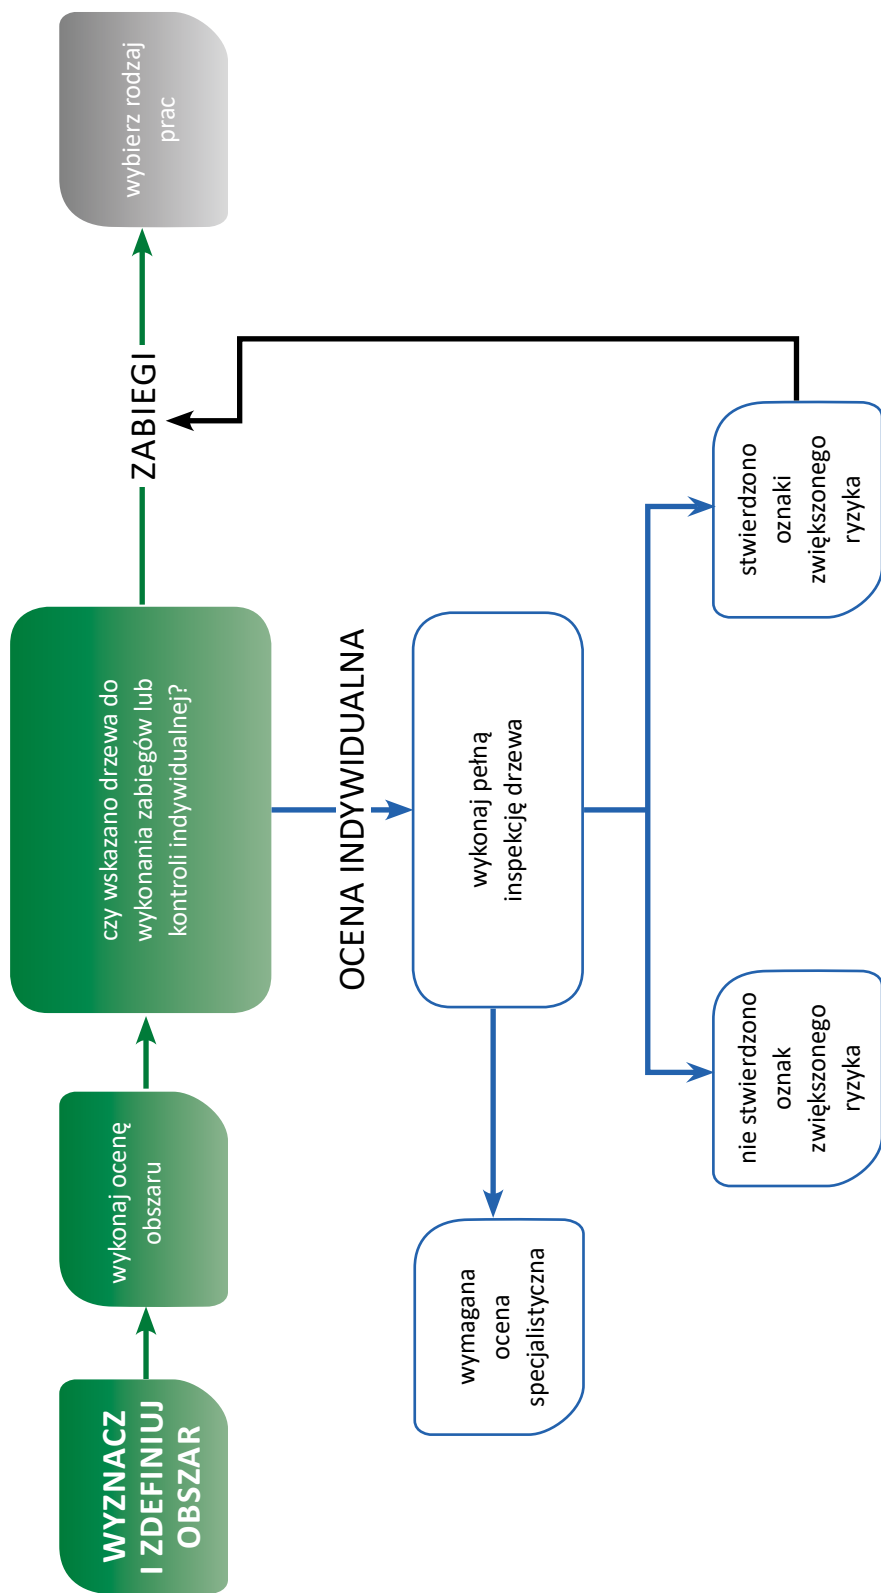 WYZNACZ
I ZDEFINIUJ
OBSZAR
wykonaj ocenę
obszaru
czy wskazano drzewa do
wykonania zabiegów lub
kontroli indywidualnej?
ZABIEGI
wybierz rodzaj
prac
OCENA INDYWIDUALNA
wykonaj pełną
inspekcję drzewa
wymagana
ocena
specjalistyczna
nie stwierdzono
oznak
zwiększonego
ryzyka
stwierdzono
oznaki
zwiększonego
ryzyka